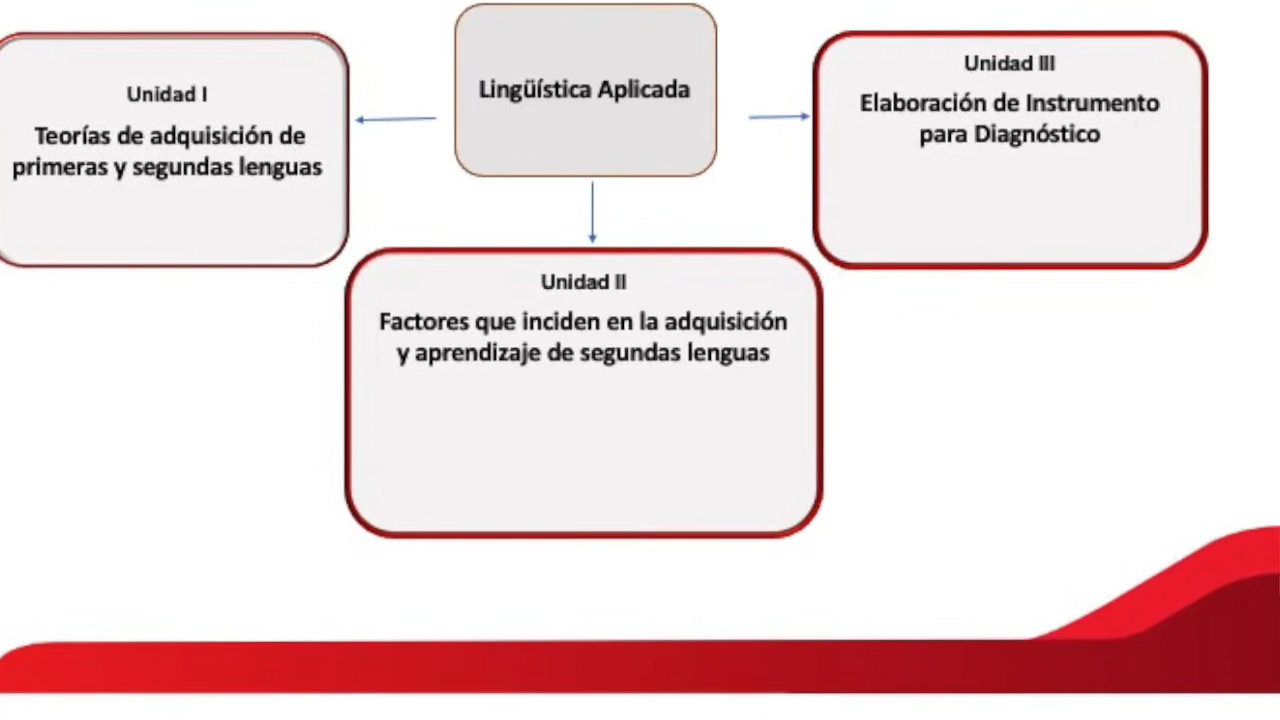 Lingüística Aplicada
Unidad I
Teorías de adquisición de
primeras y segundas lenguas
Unidad II
Factores que inciden en la adquisición
y aprendizaje de segundas lenguas
Unidad III
Elaboración de Instrumento
para Diagnóstico